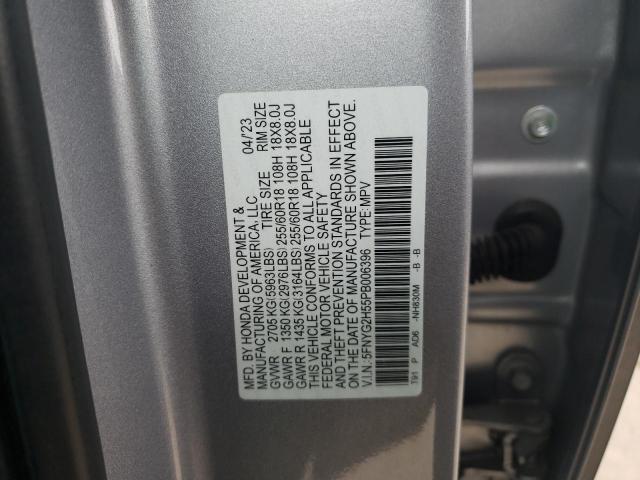 MFD. BY HONDA DEVELOPMENT &
MANUFACTURING OF AMERICA, LLC 04/'23
GVWR 2705 KG(5963LBS) TIRE SIZE RIM SIZE
GAWR F 1350 KG(2976LBS) 255/60R18 108H 18X8.0J
GAWR R 1435 KG(3164LBS) 255/60R18 108H 18X8.0J
THIS VEHICLE CONFORMS TO ALL APPLICABLE
FEDERAL MOTOR VEHICLE SAFETY
AND THEFT PREVENTION STANDARDS IN EFFECT
ON THE DATE OF MANUFACTURE SHOWN ABOVE.
V.I.N.: 5FNYG2H55PB006396 TYPE: MPV
T91 P AD6 -NH830M -B -B